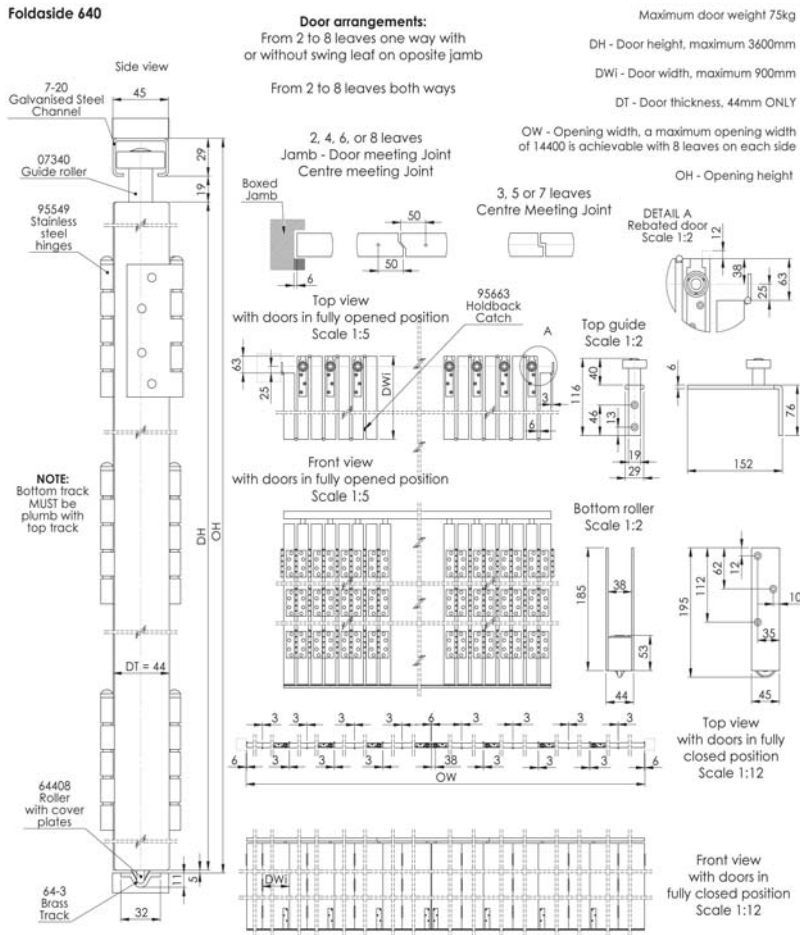 Foldaside 640
Door arrangements:
From 2 to 8 leaves one way with
or without swing leaf on oposite jamb
From 2 to 8 leaves both ways
Maximum door weight 75kg
DH - Door height, maximum 3600mm
DWi - Door width, maximum 900mm
DT - Door thickness, 44mm ONLY
OW - Opening width, a maximum opening width
of 14400 is achievable with 8 leaves on each side
OH - Opening height
Side view
45
7-20
Galvanised Steel
Channel
29
07340
Guide roller
19
95549
Stainless
steel
hinges
NOTE:
Bottom track
MUST be
plumb with
top track
DH
OH
DT = 44
64408
Roller
with cover
plates
64-3
Brass
Track
32
11
5
2, 4, 6, or 8 leaves
Jamb - Door meeting Joint
Centre meeting Joint
Boxed
Jamb
6
50
50
3, 5 or 7 leaves
Centre Meeting Joint
DETAIL A
Rebated door
Scale 1:2
12
38
25
63
Top view
with doors in fully opened position
Scale 1:5
95663
Holdback
Catch
A
63
25
DWi
3
6
Top guide
Scale 1:2
116
40
46
13
19
29
6
76
152
Front view
with doors in fully opened position
Scale 1:5
Bottom roller
Scale 1:2
185
38
53
44
195
112
62
12
10
35
45
3 3 3 3 6 3 3 3 3
6 3 3 3 38 3 3 3 6
OW
Top view
with doors in fully
closed position
Scale 1:12
DWi
Front view
with doors in
fully closed position
Scale 1:12